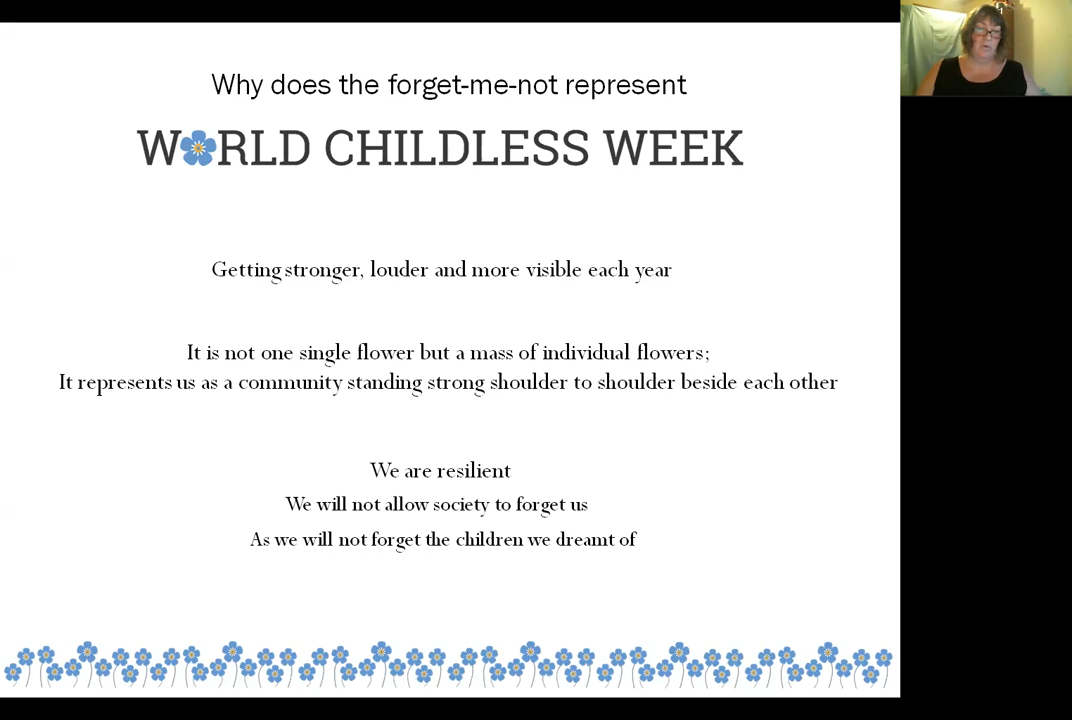 Why does the forget-me-not represent
WORLD CHILDLESS WEEK
Getting stronger, louder and more visible each year
It is not one single flower but a mass of individual flowers;
It represents us as a community standing strong shoulder to shoulder beside each other
We are resilient
We will not allow society to forget us
As we will not forget the children we dreamt of